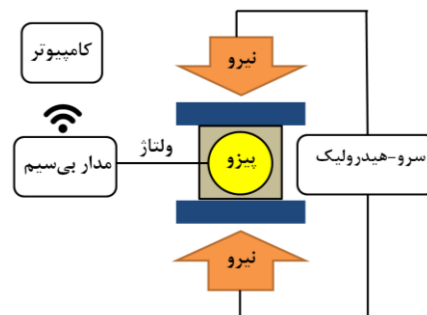 کامپیوتر
نیرو
مدار بی‌سیم
ولتاژ
پیزو
سرو-هیدرولیک
نیرو